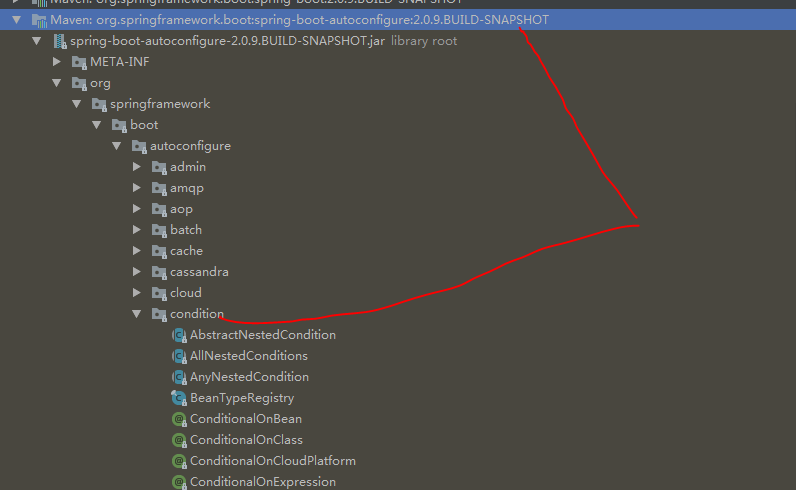 Maven: org.springframework.boot:spring-boot:2.0.9.BUILD-SNAPSHOT
Maven: org.springframework.boot:spring-boot-autoconfigure:2.0.9.BUILD-SNAPSHOT
spring-boot-autoconfigure-2.0.9.BUILD-SNAPSHOT.jar library root
META-INF
org
springframework
boot
autoconfigure
admin
amqp
aop
batch
cache
cassandra
cloud
condition
AbstractNestedCondition
AllNestedConditions
AnyNestedCondition
BeanTypeRegistry
ConditionalOnBean
ConditionalOnClass
ConditionalOnCloudPlatform
ConditionalOnExpression